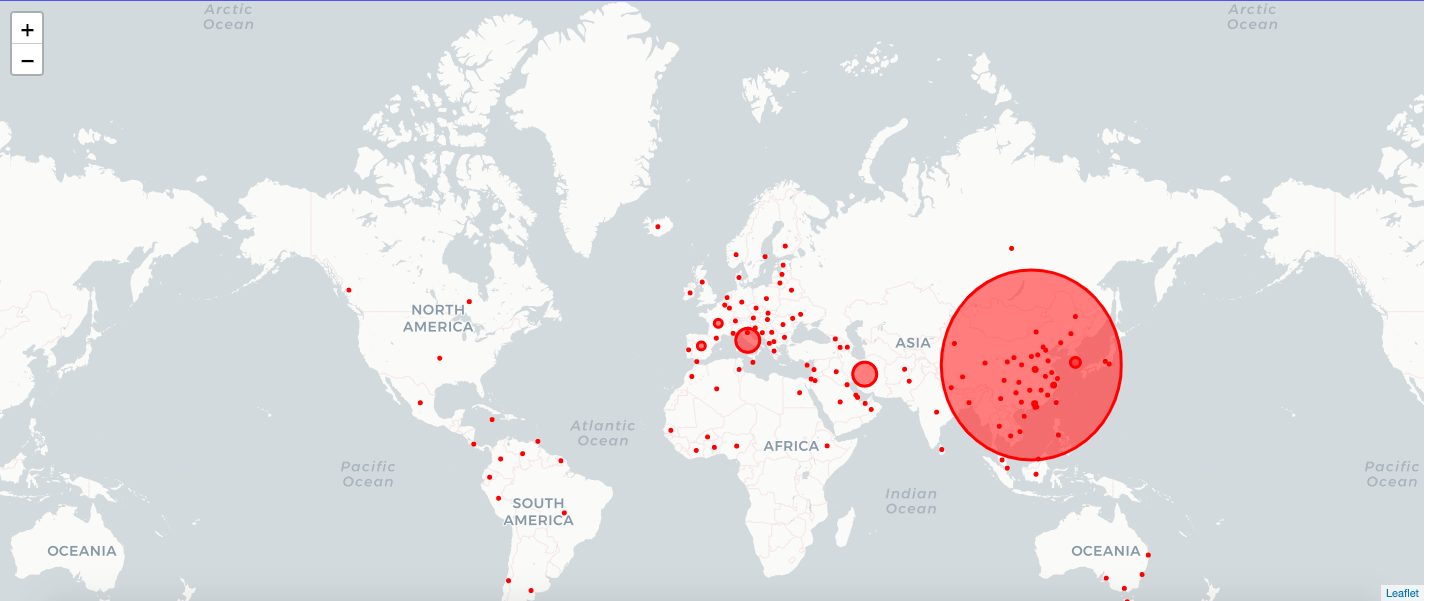 Arctic
Ocean
Arctic
Ocean
+
−
NORTH
AMERICA
ASIA
Atlantic
Ocean
AFRICA
Pacific
Ocean
Pacific
Ocean
Indian
Ocean
SOUTH
AMERICA
OCEANIA
OCEANIA
Leaflet